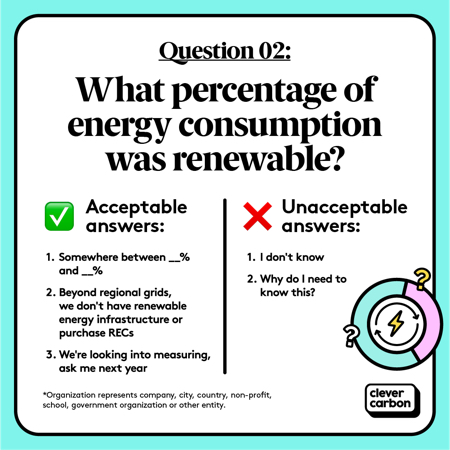 Question 02:
What percentage of
energy consumption
was renewable?
Acceptable
answers:
1. Somewhere between __%
and __%
2. Beyond regional grids,
we don't have renewable
energy infrastructure or
purchase RECs
3. We're looking into measuring,
ask me next year
Unacceptable
answers:
1. I don't know
2. Why do I need to
know this?
?
?
*Organization represents company, city, country, non-profit,
school, government organization or other entity.
clever
carbon